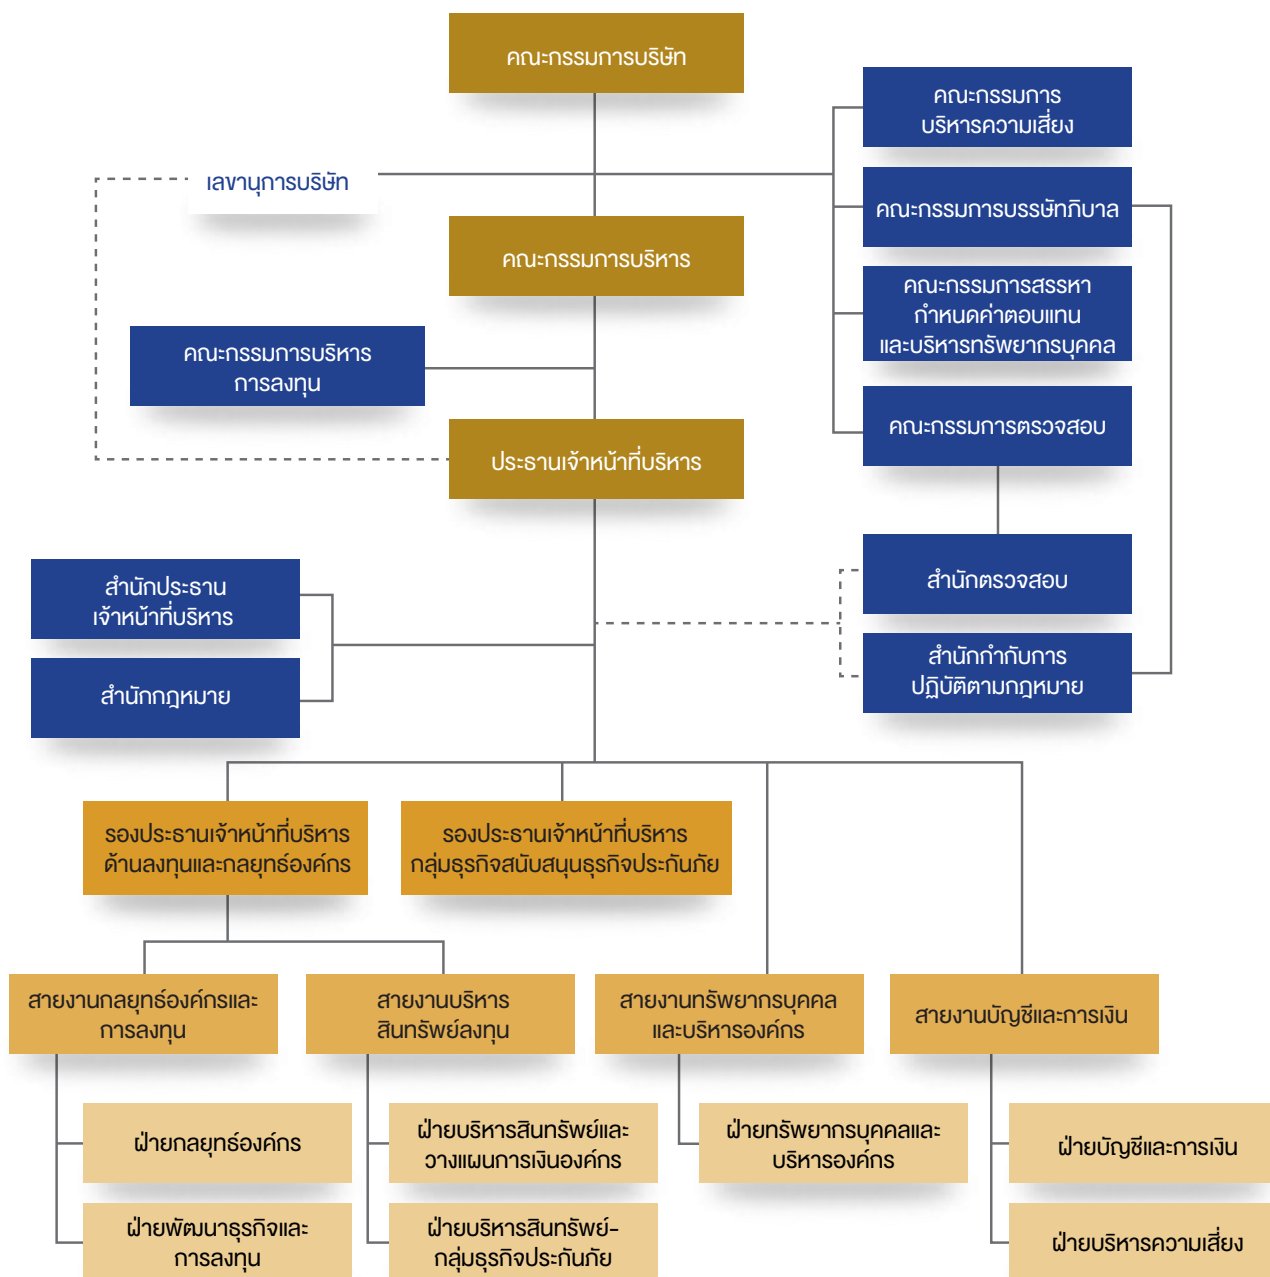 คณะกรรมการบริษัท
คณะกรรมการ
บริหารความเสี่ยง
เลขานุการบริษัท
คณะกรรมการบรรษัทภิบาล
คณะกรรมการบริหาร
คณะกรรมการสรรหา
กำหนดค่าตอบแทน
และบริหารทรัพยากรบุคคล
คณะกรรมการบริหาร
การลงทุน
คณะกรรมการตรวจสอบ
ประธานเจ้าหน้าที่บริหาร
สำนักตรวจสอบ
สำนักประธาน
เจ้าหน้าที่บริหาร
สำนักกำกับการ
ปฏิบัติตามกฎหมาย
สำนักกฎหมาย
รองประธานเจ้าหน้าที่บริหาร
ด้านลงทุนและกลยุทธ์องค์กร
รองประธานเจ้าหน้าที่บริหาร
กลุ่มธุรกิจสนับสนุนธุรกิจประกันภัย
สายงานกลยุทธ์องค์กรและ
การลงทุน
สายงานบริหาร
สินทรัพย์ลงทุน
สายงานทรัพยากรบุคคล
และบริหารองค์กร
สายงานบัญชีและการเงิน
ฝ่ายกลยุทธ์องค์กร
ฝ่ายบริหารสินทรัพย์และ
วางแผนการเงินองค์กร
ฝ่ายทรัพยากรบุคคลและ
บริหารองค์กร
ฝ่ายบัญชีและการเงิน
ฝ่ายพัฒนาธุรกิจและ
การลงทุน
ฝ่ายบริหารสินทรัพย์-
กลุ่มธุรกิจประกันภัย
ฝ่ายบริหารความเสี่ยง